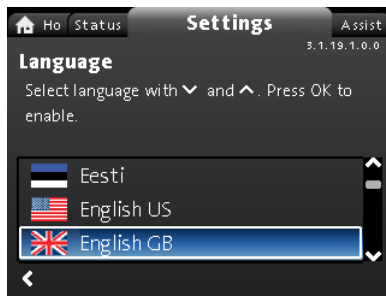 Ho Status Settings Assist
3.1.19.1.0.0
Language
Select language with and . Press OK to
enable.
Eesti
English US
English GB